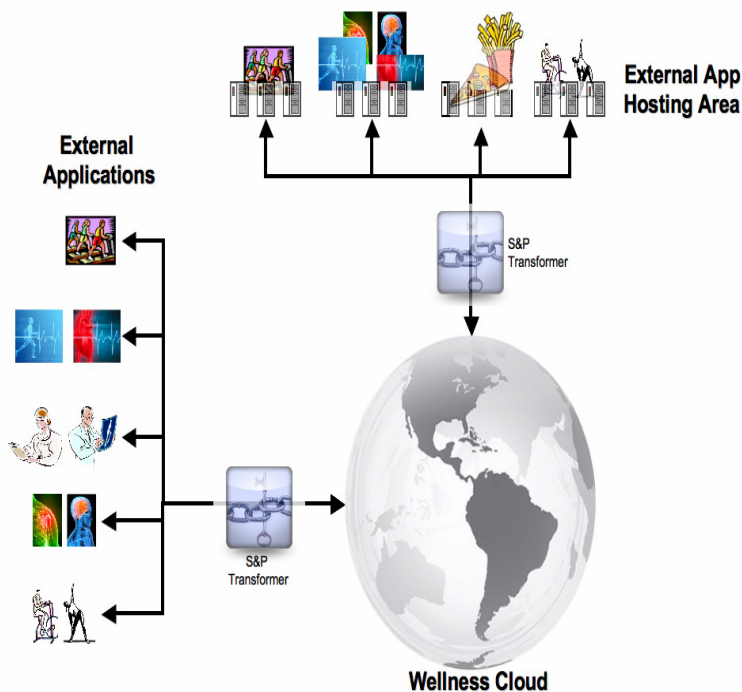 External App
Hosting Area
External
Applications
S&P
Transformer
S&P
Transformer
Wellness Cloud